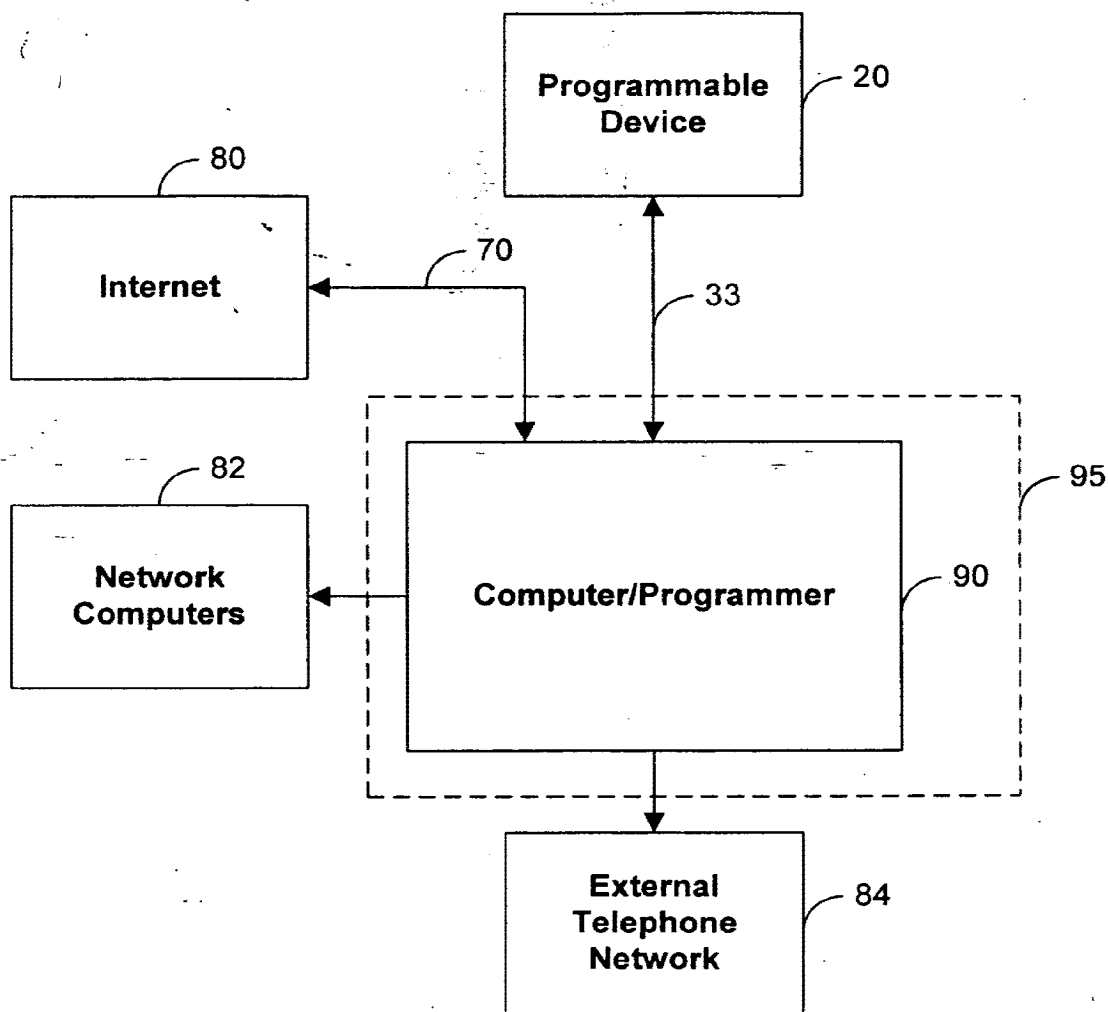 Programmable
Device
20
80
Internet
70
33
95
82
Network
Computers
Computer/Programmer
90
External
Telephone
Network
84